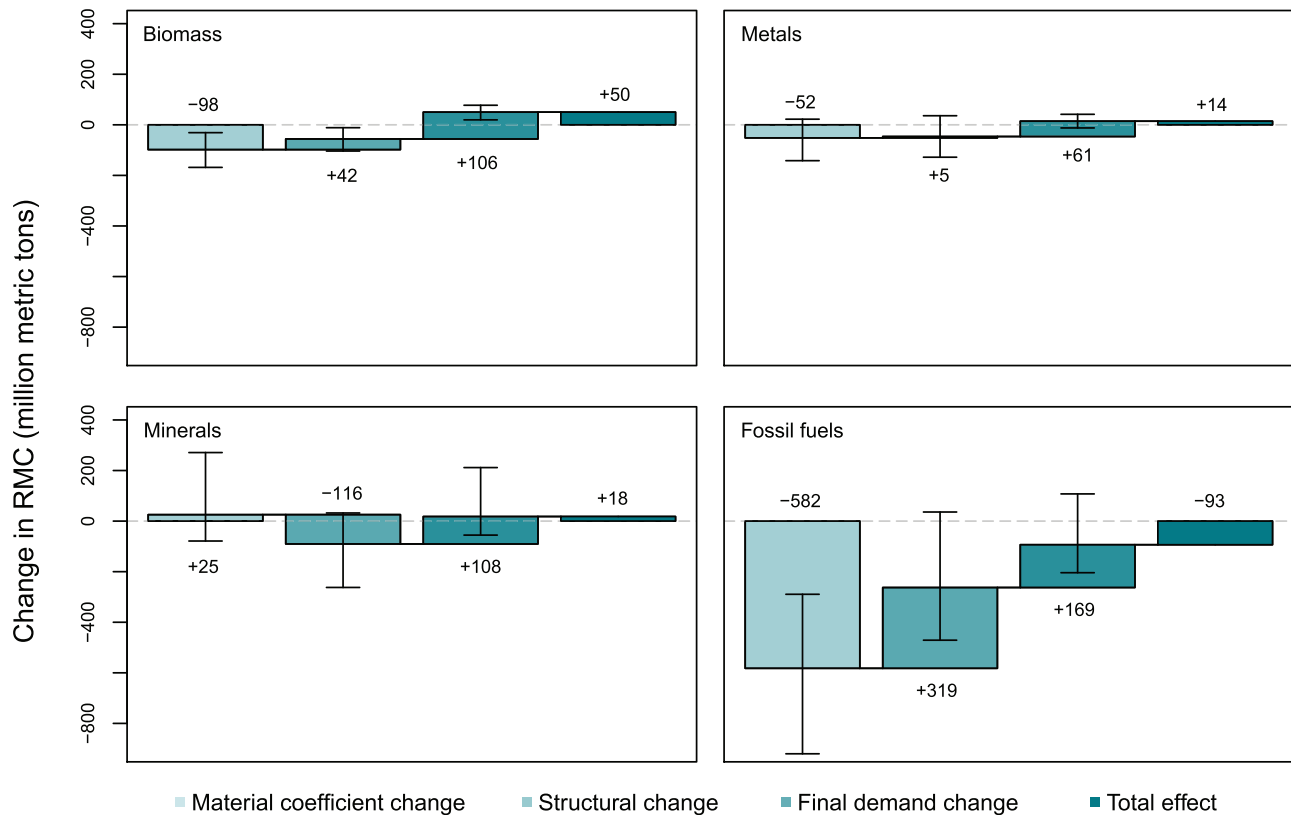 Change in RMC (million metric tons)
400
200
0
−400
−800
Biomass
−98
+42
+106
+50
Metals
−52
+5
+61
+14
400
200
0
−400
−800
Minerals
+25
−116
+108
+18
Fossil fuels
−582
+319
+169
−93
Material coefficient change
Structural change
Final demand change
Total effect